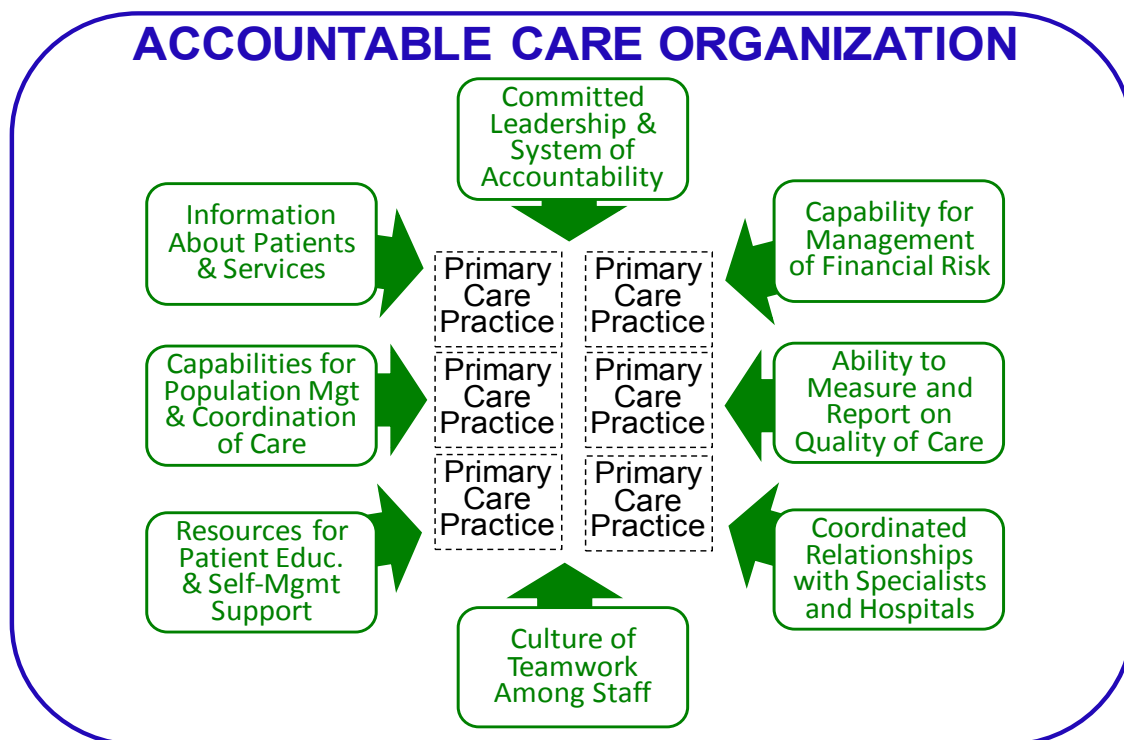 ACCOUNTABLE CARE ORGANIZATION
Committed
Leadership &
System of
Accountability
Information
About Patients
& Services
Capability for
Management
of Financial Risk
Primary
Care
Practice
Primary
Care
Practice
Capabilities for
Population Mgt
& Coordination
of Care
Primary
Care
Practice
Primary
Care
Practice
Ability to
Measure and
Report on
Quality of Care
Resources for
Patient Educ.
& Self-Mgmt
Support
Primary
Care
Practice
Primary
Care
Practice
Coordinated
Relationships
with Specialists
and Hospitals
Culture of
Teamwork
Among Staff